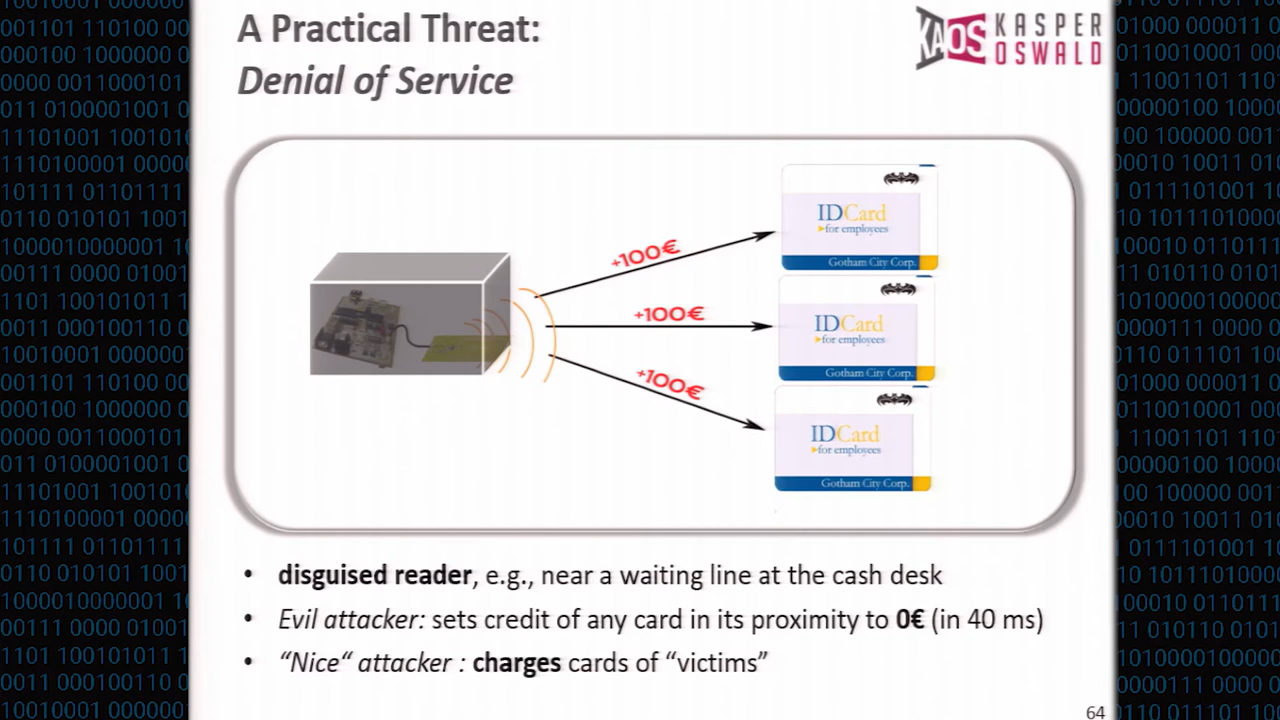 A Practical Threat:
Denial of Service
KAOS KASPER
OSWALD
+100€
+100€
+100€
IDCard
➤for employees
Gotham City Corp.
IDCard
➤for employees
Gotham City Corp.
IDCard
➤for employees
Gotham City Corp.
• disguised reader, e.g., near a waiting line at the cash desk
• Evil attacker: sets credit of any card in its proximity to 0€ (in 40 ms)
• “Nice“ attacker : charges cards of “victims”
64